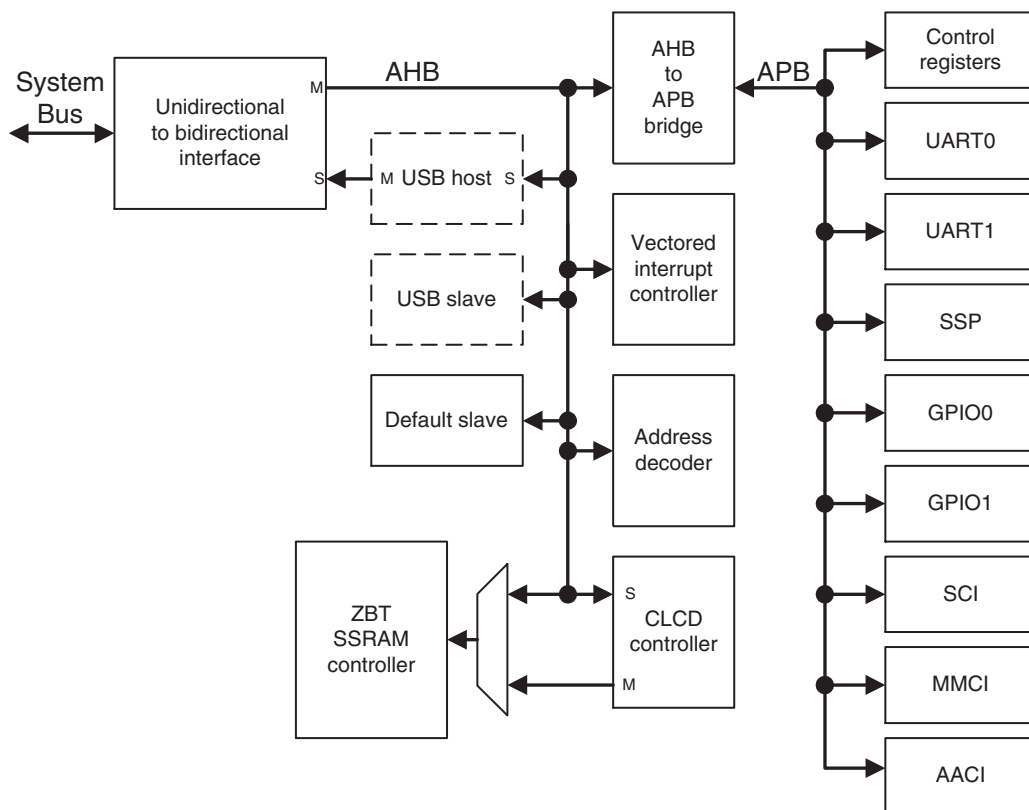 System
Bus
Unidirectional
to bidirectional
interface
M
S
AHB
AHB
to
APB
bridge
APB
Control
registers
UART0
UART1
SSP
GPIO0
GPIO1
SCI
MMCI
AACI
M USB host S
USB slave
Vectored
interrupt
controller
Default slave
Address
decoder
ZBT
SSRAM
controller
S
CLCD
controller
M